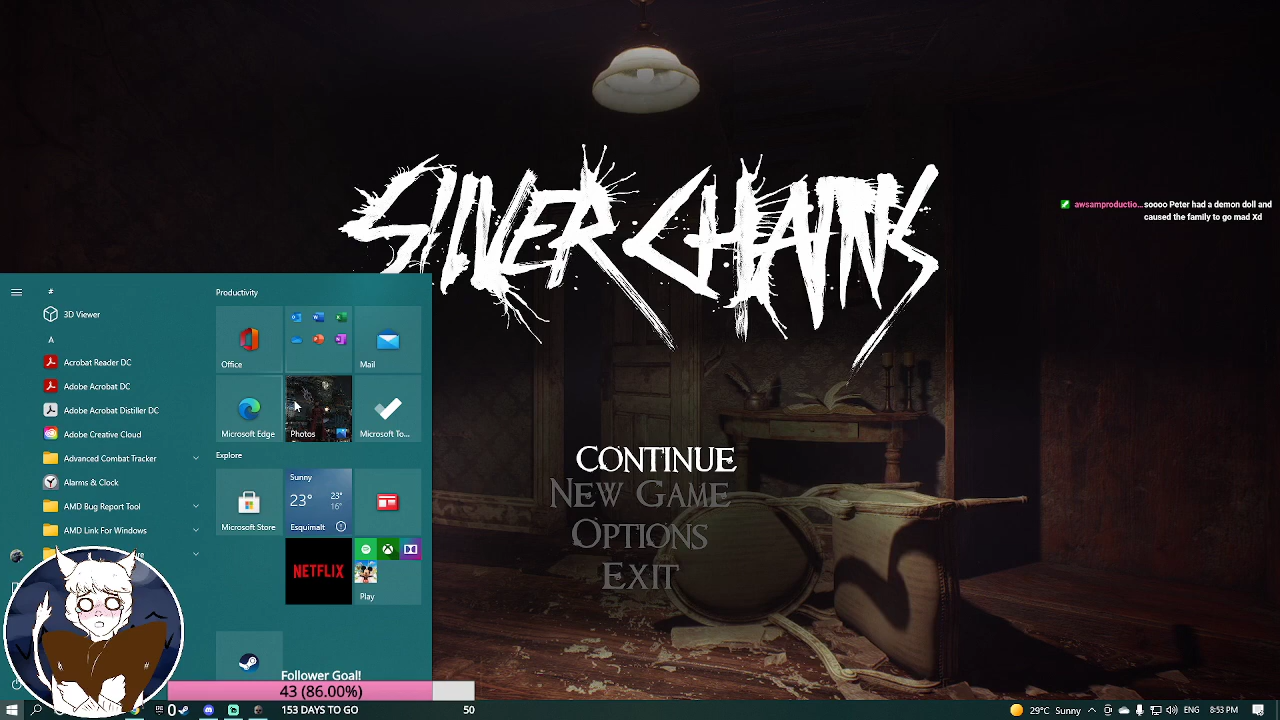 SILVER CHAINS
awsamproductio... soooo Peter had a demon doll and
caused the family to go mad Xd
CONTINUE
NEW GAME
OPTIONS
EXIT
#
3D Viewer
A
Acrobat Reader DC
Adobe Acrobat DC
Adobe Acrobat Distiller DC
Adobe Creative Cloud
Advanced Combat Tracker
Alarms & Clock
AMD Bug Report Tool
AMD Link For Windows
Productivity
Office
Mail
Microsoft Edge
Photos
Microsoft To...
Explore
Microsoft Store
Sunny
23°
23°
16°
Esquimalt
NETFLIX
Play
Follower Goal!
43 (86.00%)
153 DAYS TO GO
50
29°C Sunny
ENG
8:53 PM